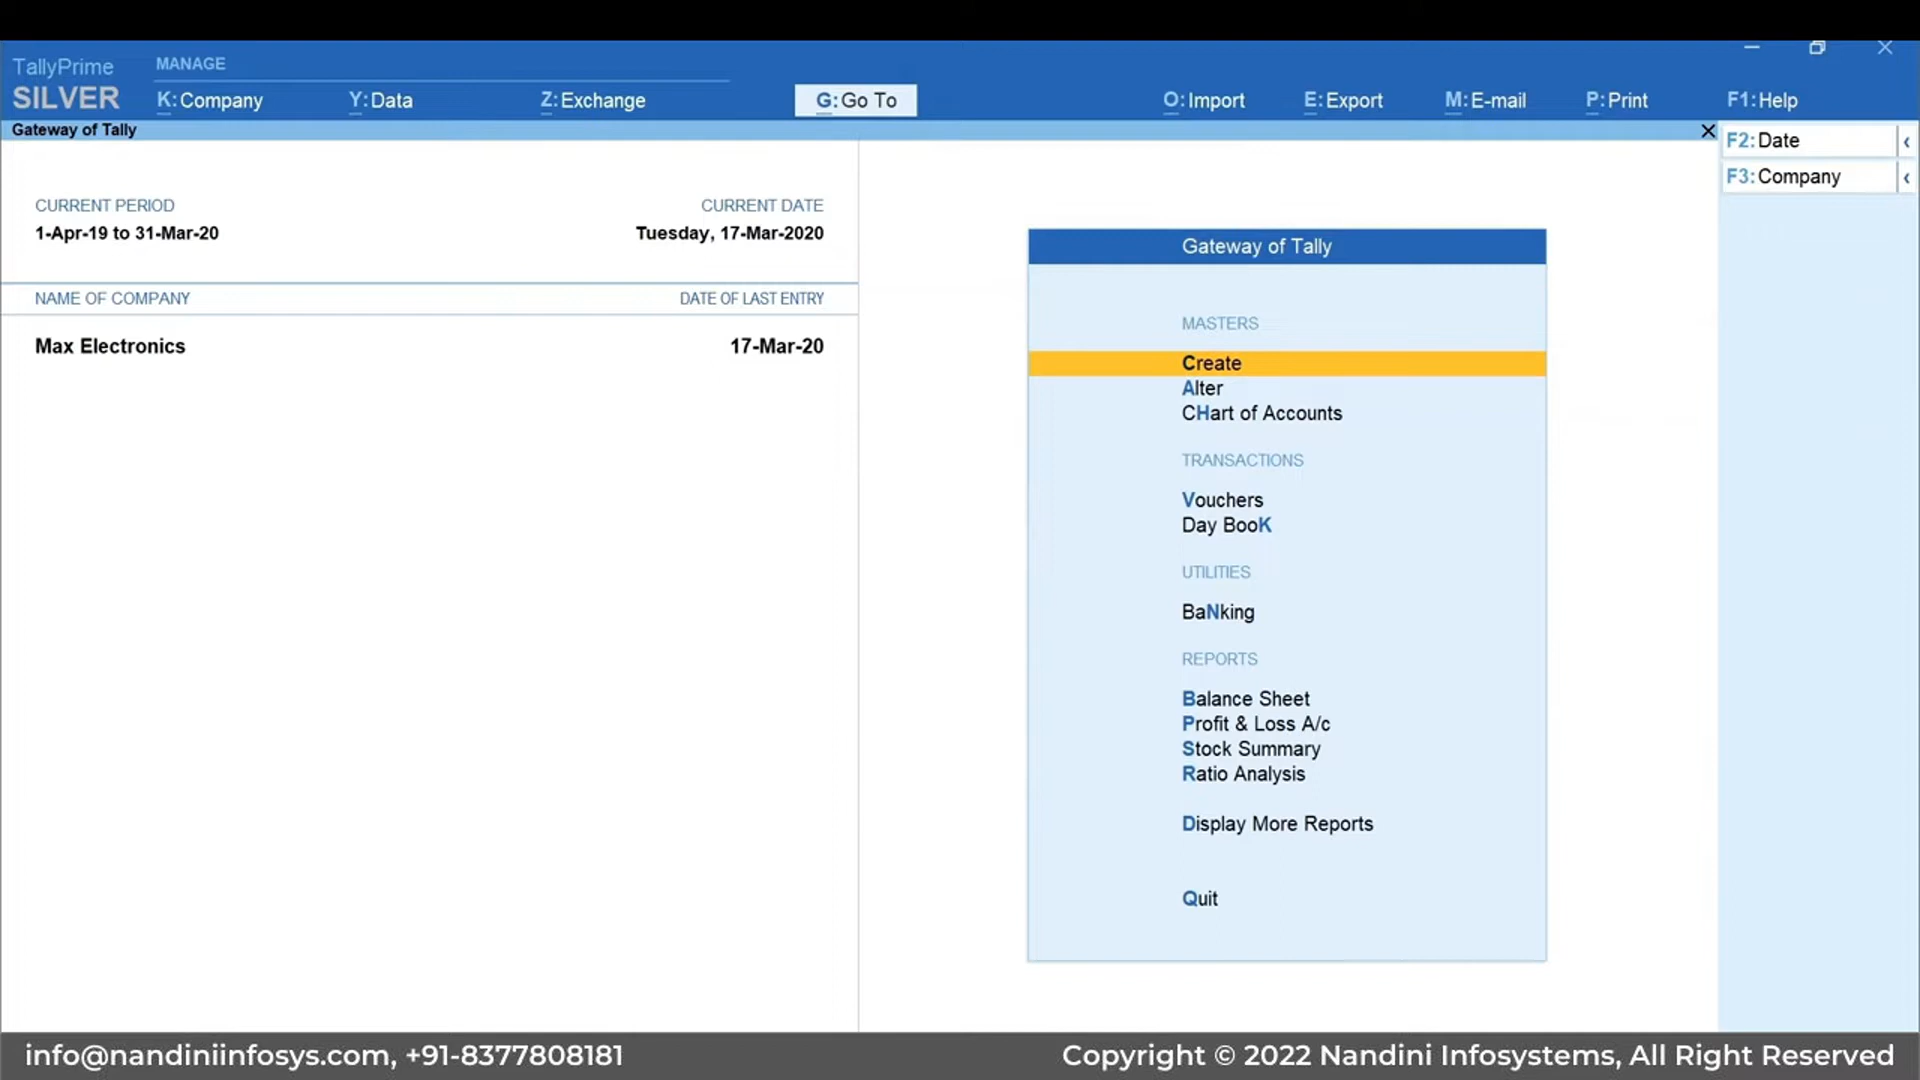 TallyPrime
SILVER
MANAGE
K:Company
Y:Data
Z:Exchange
G:Go To
O:Import
E:Export
M:E-mail
P:Print
F1:Help
Gateway of Tally
F2:Date
F3:Company
CURRENT PERIOD
CURRENT DATE
1-Apr-19 to 31-Mar-20
Tuesday, 17-Mar-2020
NAME OF COMPANY
DATE OF LAST ENTRY
Max Electronics
17-Mar-20
Gateway of Tally
MASTERS
Create
Alter
CHart of Accounts
TRANSACTIONS
Vouchers
Day BooK
UTILITIES
BaNking
REPORTS
Balance Sheet
Profit & Loss A/c
Stock Summary
Ratio Analysis
Display More Reports
Quit
info@nandiniinfosys.com, +91-8377808181
Copyright © 2022 Nandini Infosystems, All Right Reserved